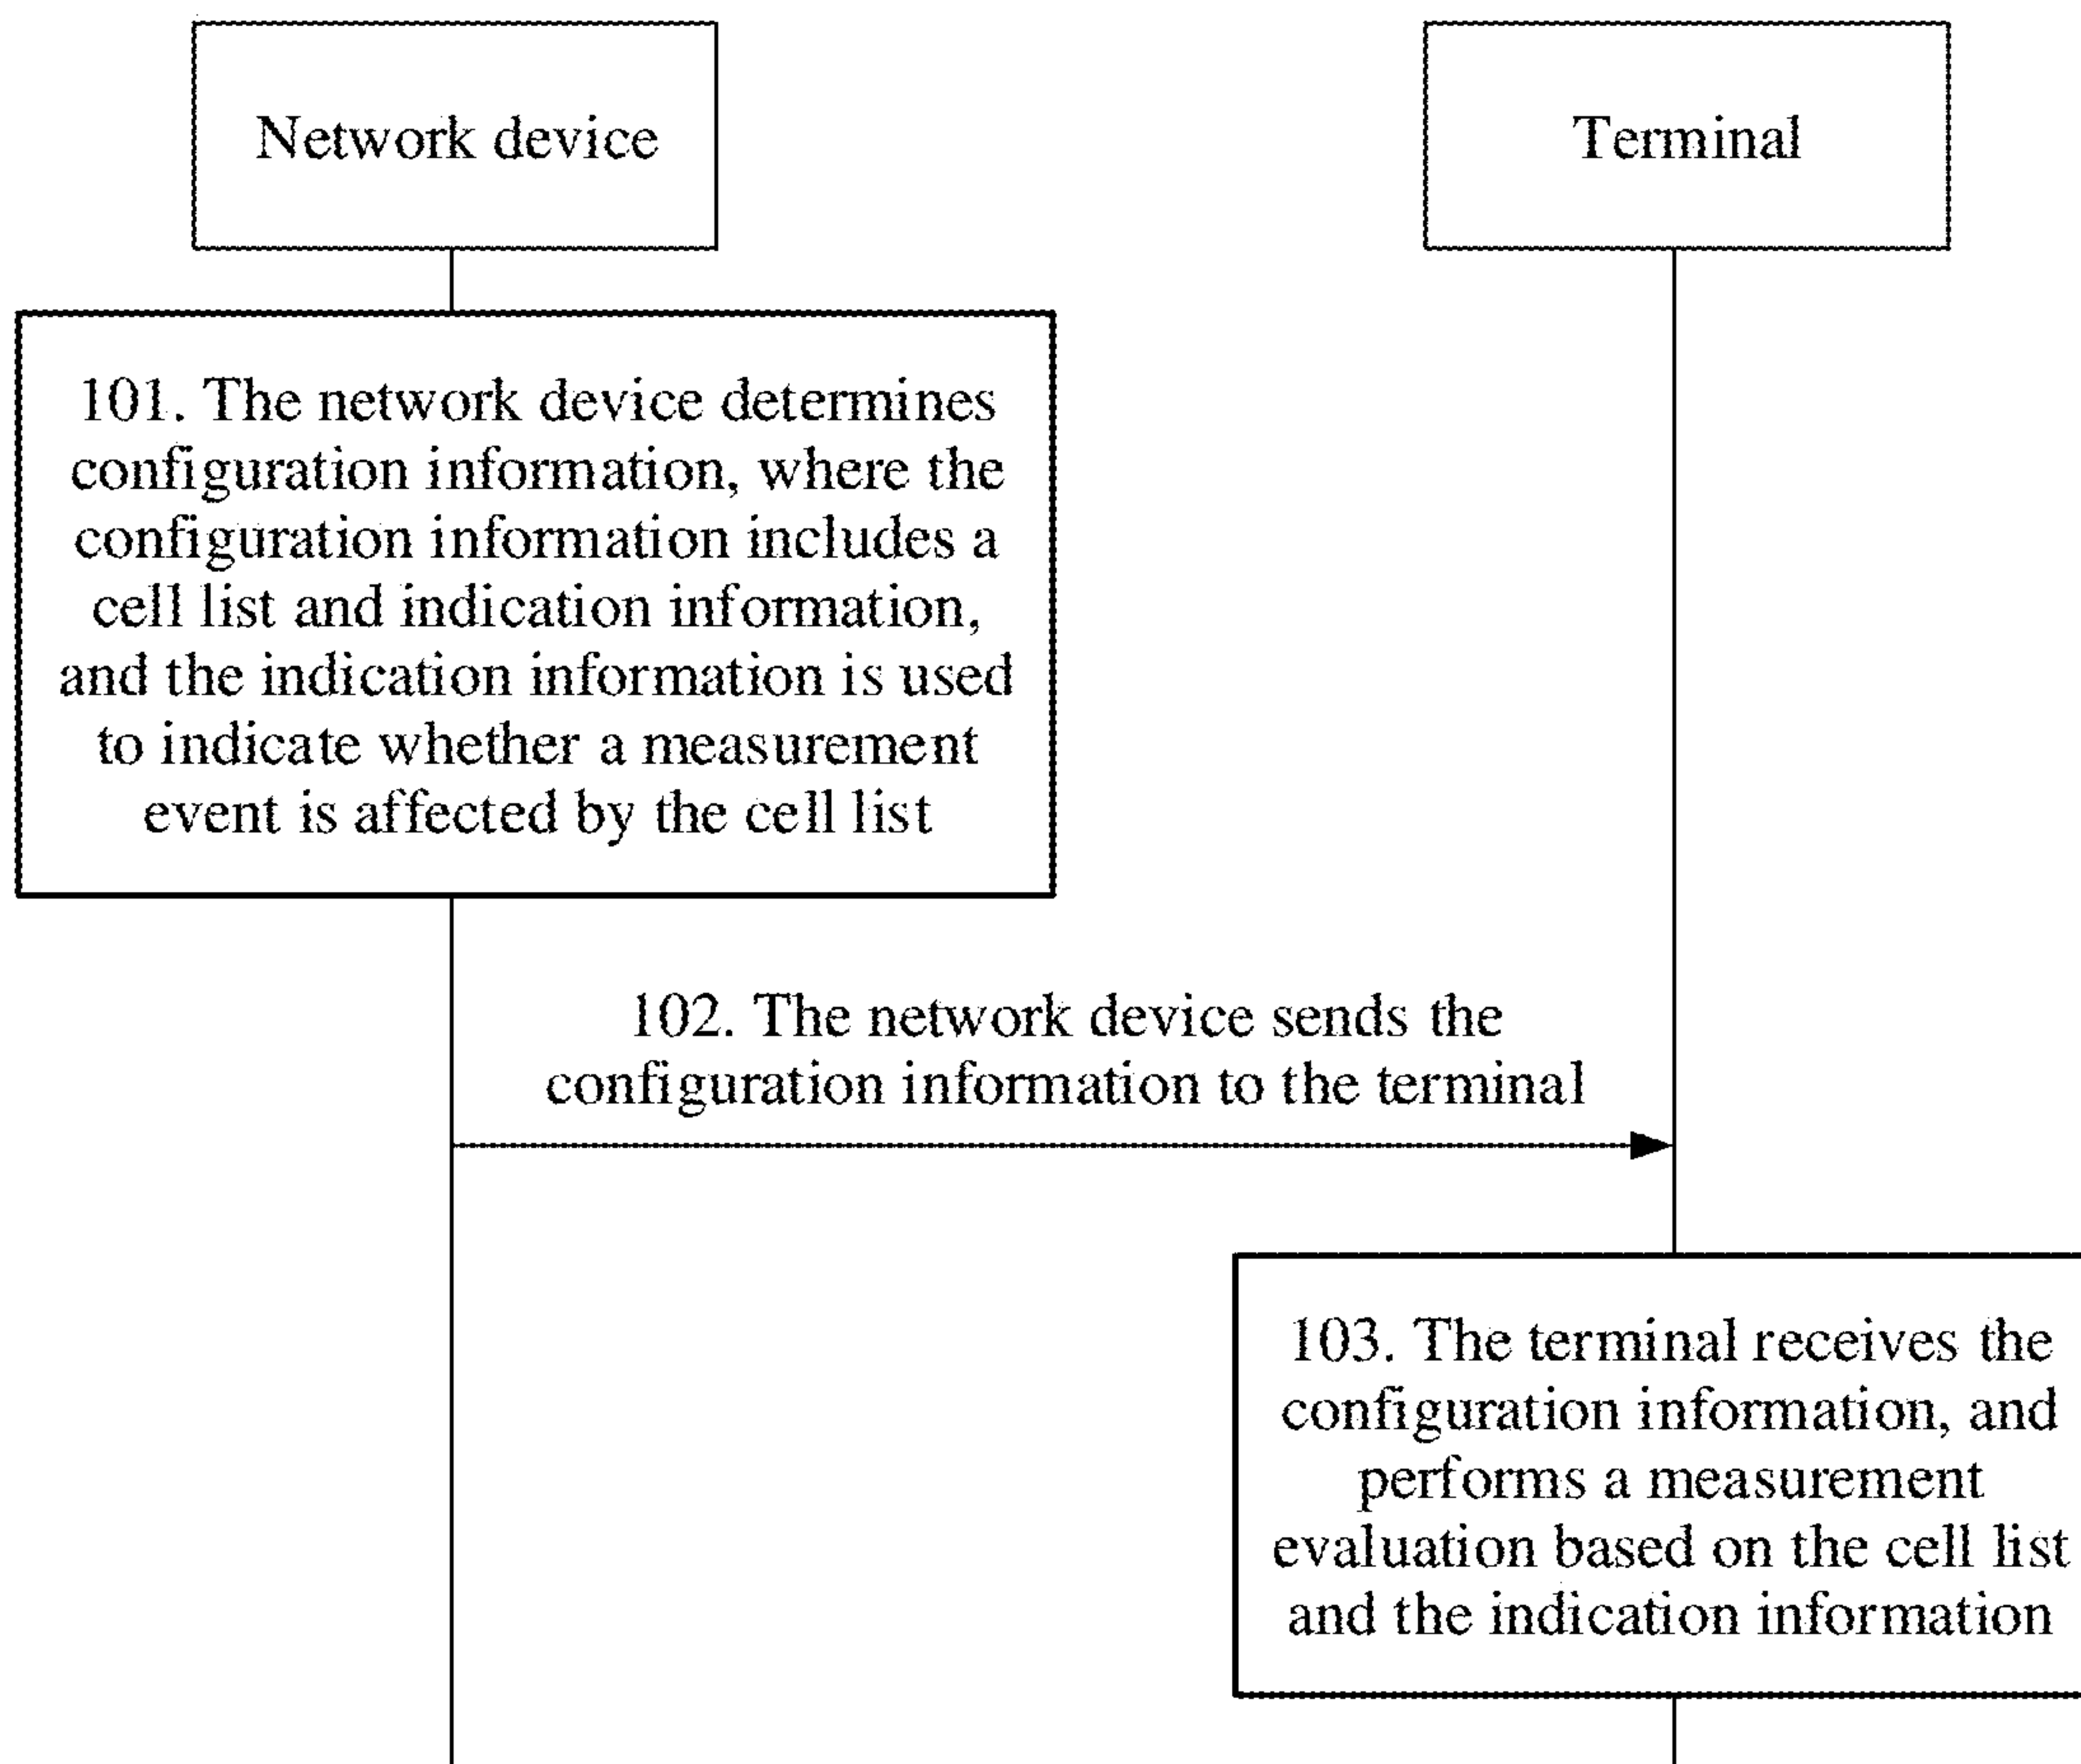 Network device
Terminal
101. The network device determines
configuration information, where the
configuration information includes a
cell list and indication information,
and the indication information is used
to indicate whether a measurement
event is affected by the cell list
102. The network device sends the
configuration information to the terminal
103. The terminal receives the
configuration information, and
performs a measurement
evaluation based on the cell list
and the indication information